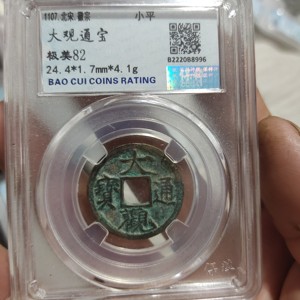 1107 北宋·徽宗 小平
大观通宝
极美82
24.4*1.7mm*4.1g
B222088996
BAO CUI COINS RATING
大
寶 通
觀